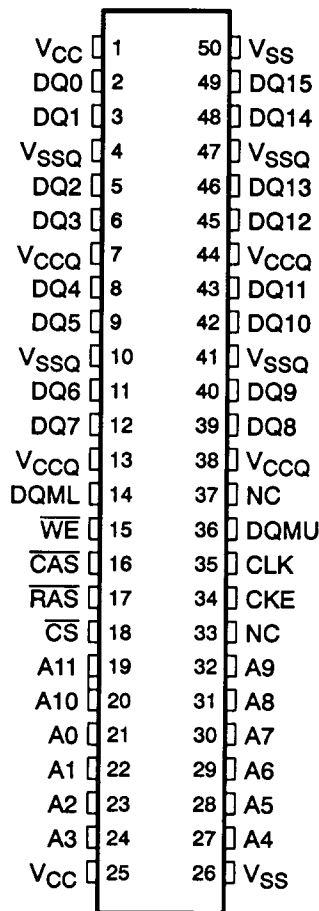 VCC 1 50 VSS
DQ0 2 49 DQ15
DQ1 3 48 DQ14
VSSQ 4 47 VSSQ
DQ2 5 46 DQ13
DQ3 6 45 DQ12
VCCQ 7 44 VCCQ
DQ4 8 43 DQ11
DQ5 9 42 DQ10
VSSQ 10 41 VSSQ
DQ6 11 40 DQ9
DQ7 12 39 DQ8
VCCQ 13 38 VCCQ
DQML 14 37 NC
W̅E̅ 15 36 DQMU
C̅A̅S̅ 16 35 CLK
R̅A̅S̅ 17 34 CKE
C̅S̅ 18 33 NC
A11 19 32 A9
A10 20 31 A8
A0 21 30 A7
A1 22 29 A6
A2 23 28 A5
A3 24 27 A4
VCC 25 26 VSS